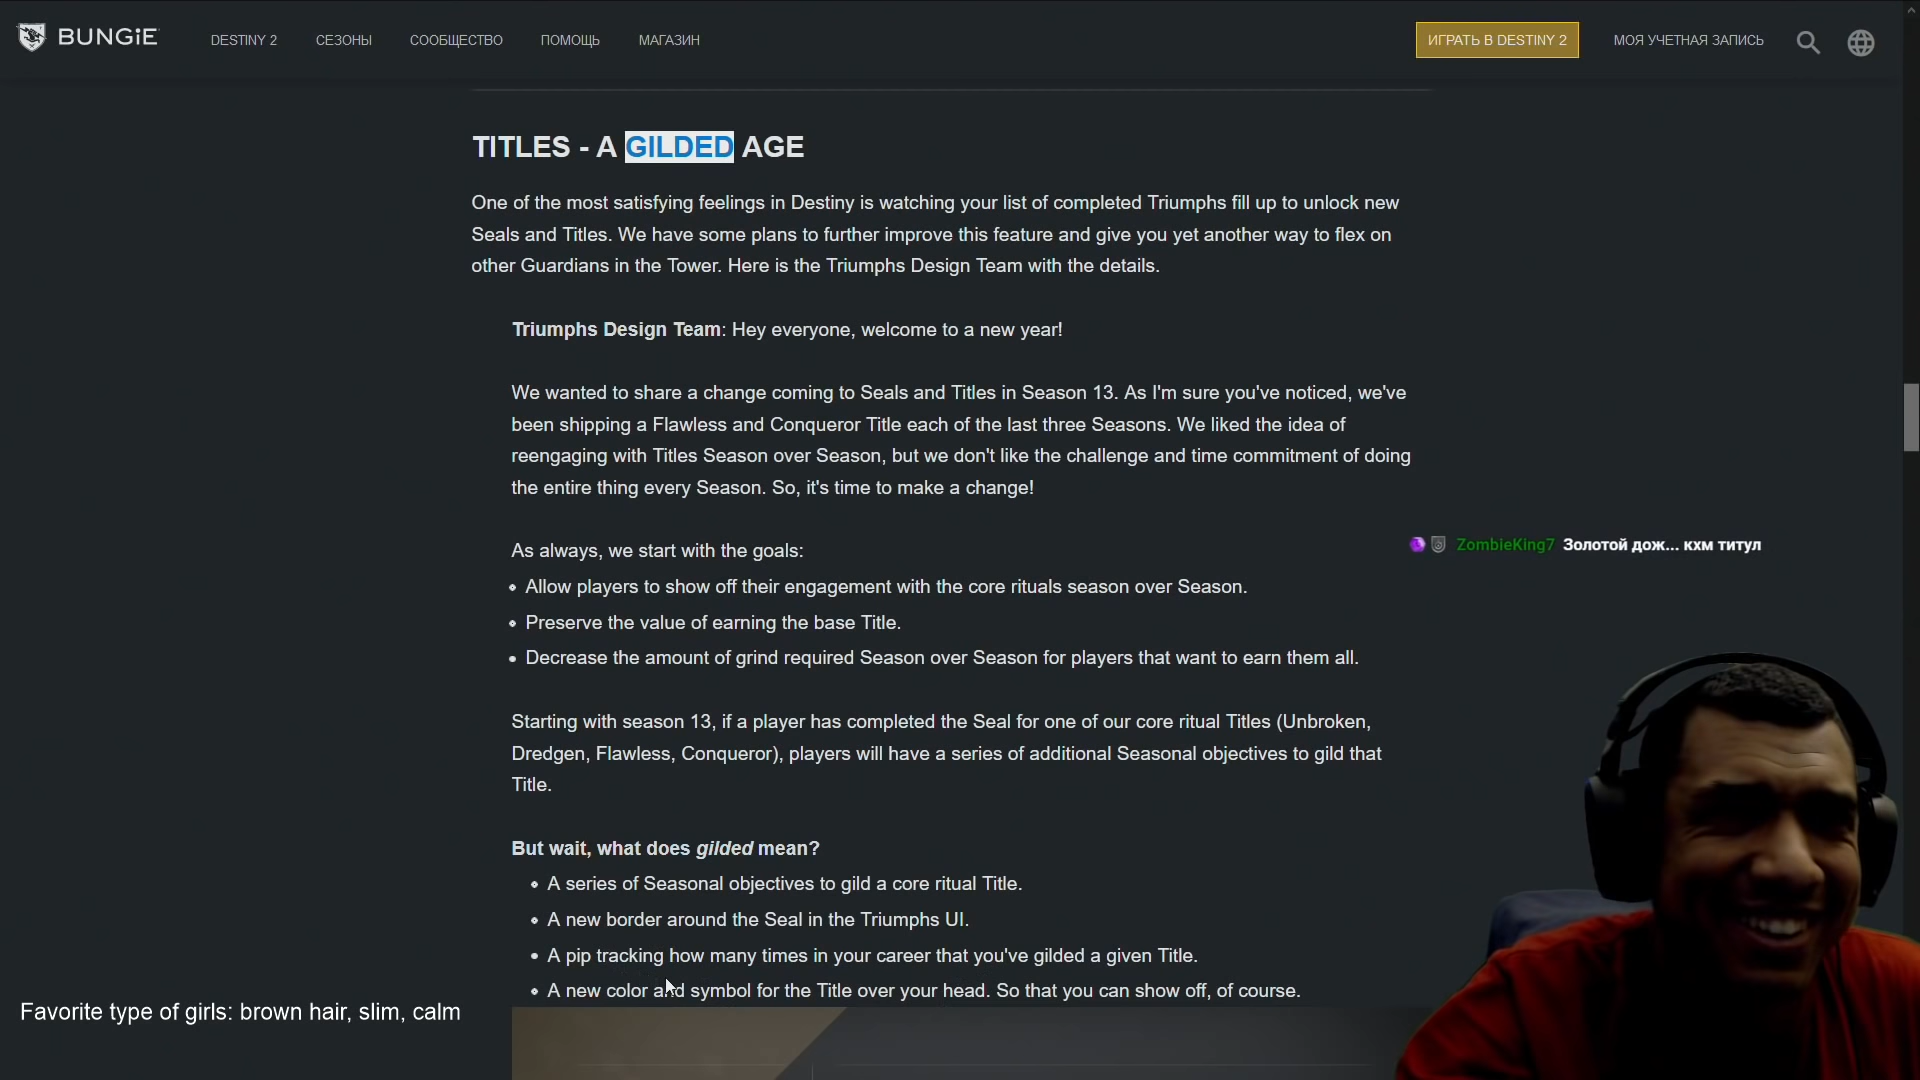 BUNGiE
DESTINY 2
СЕЗОНЫ
СООБЩЕСТВО
ПОМОЩЬ
МАГАЗИН
ИГРАТЬ В DESTINY 2
МОЯ УЧЕТНАЯ ЗАПИСЬ
TITLES - A GILDED AGE
One of the most satisfying feelings in Destiny is watching your list of completed Triumphs fill up to unlock new
Seals and Titles. We have some plans to further improve this feature and give you yet another way to flex on
other Guardians in the Tower. Here is the Triumphs Design Team with the details.
Triumphs Design Team: Hey everyone, welcome to a new year!
We wanted to share a change coming to Seals and Titles in Season 13. As I'm sure you've noticed, we've
been shipping a Flawless and Conqueror Title each of the last three Seasons. We liked the idea of
reengaging with Titles Season over Season, but we don't like the challenge and time commitment of doing
the entire thing every Season. So, it's time to make a change!
As always, we start with the goals:
• Allow players to show off their engagement with the core rituals season over Season.
• Preserve the value of earning the base Title.
• Decrease the amount of grind required Season over Season for players that want to earn them all.
ZombieKing7 Золотой дож... кхм титул
Starting with season 13, if a player has completed the Seal for one of our core ritual Titles (Unbroken,
Dredgen, Flawless, Conqueror), players will have a series of additional Seasonal objectives to gild that
Title.
But wait, what does gilded mean?
• A series of Seasonal objectives to gild a core ritual Title.
• A new border around the Seal in the Triumphs UI.
• A pip tracking how many times in your career that you've gilded a given Title.
• A new color and symbol for the Title over your head. So that you can show off, of course.
Favorite type of girls: brown hair, slim, calm